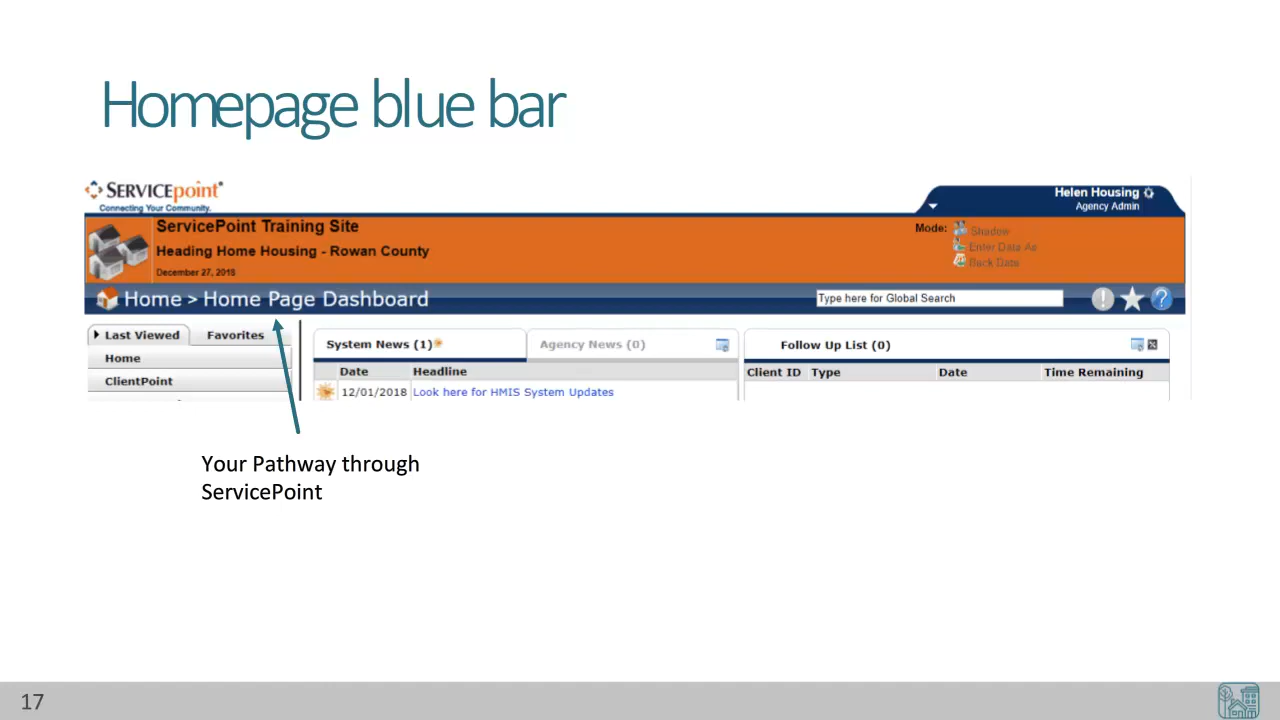 Homepage blue bar
SERVICEpoint
Connecting Your Community.
Helen Housing
Agency Admin
ServicePoint Training Site
Heading Home Housing - Rowan County
December 27, 2018
Mode: Shadow
Enter Data As
Back Date
Home > Home Page Dashboard
Type here for Global Search
Last Viewed Favorites
Home
ClientPoint
System News (1) Agency News (0)
Date Headline
12/01/2018 Look here for HMIS System Updates
Follow Up List (0)
Client ID Type Date Time Remaining
Your Pathway through
ServicePoint
17